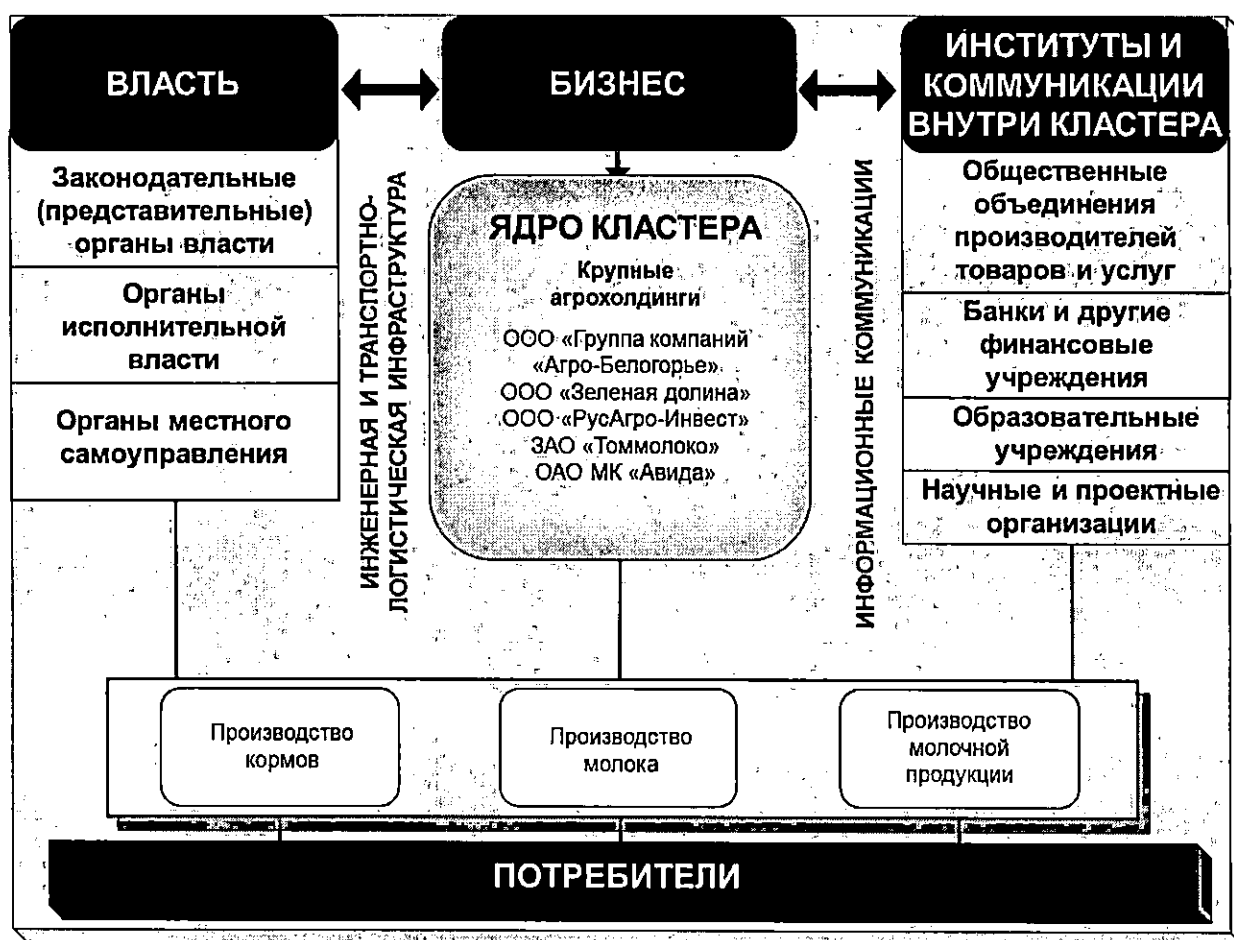 ВЛАСТЬ
Законодательные
(представительные)
органы власти
Органы
исполнительной
власти
Органы местного
самоуправления
ИНЖЕНЕРНАЯ И ТРАНСПОРТНО-
ЛОГИСТИЧЕСКАЯ ИНФРАСТРУКТУРА
БИЗНЕС
ЯДРО КЛАСТЕРА
Крупные
агрохолдинги
ООО «Группа компаний
«Агро-Белогорье»
ООО «Зеленая долина»
ООО «РусАгро-Инвест»
ЗАО «Томмолоко»
ОАО МК «Авида»
ИНФОРМАЦИОННЫЕ КОММУНИКАЦИИ
ИНСТИТУТЫ И
КОММУНИКАЦИИ
ВНУТРИ КЛАСТЕРА
Общественные
объединения
производителей
товаров и услуг
Банки и другие
финансовые
учреждения
Образовательные
учреждения
Научные и проектные
организации
Производство
кормов
Производство
молока
Производство
молочной
продукции
ПОТРЕБИТЕЛИ